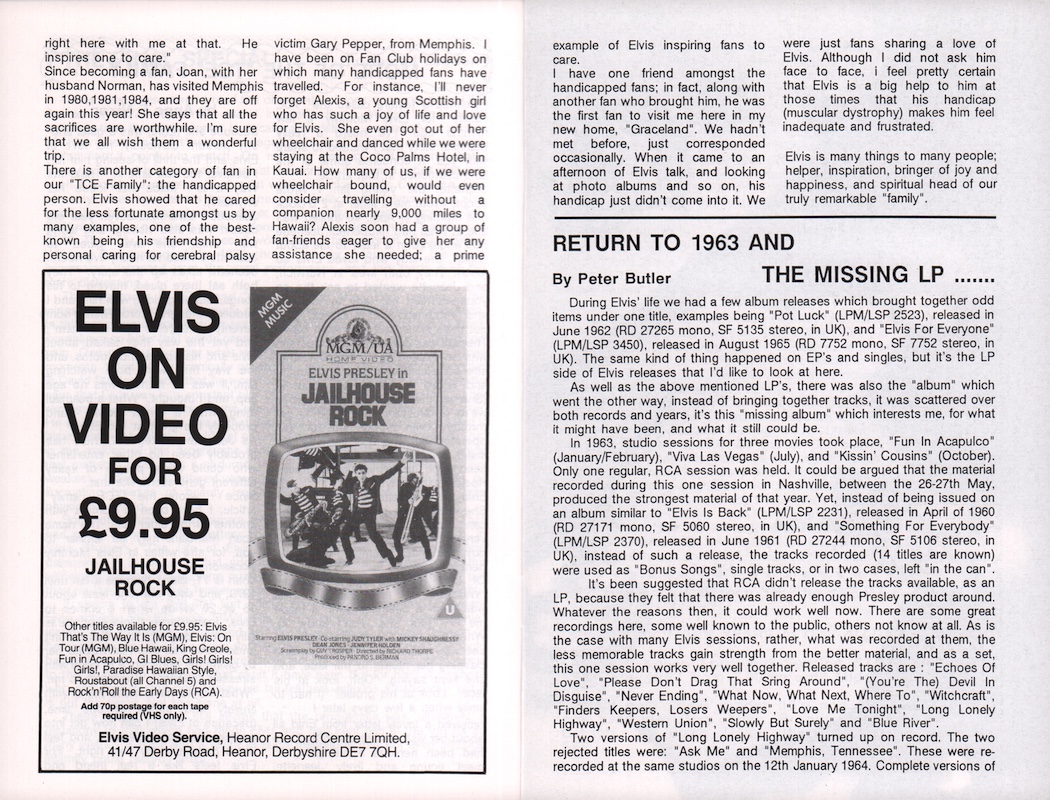 right here with me at that. He
inspires one to care."
Since becoming a fan, Joan, with her
husband Norman, has visited Memphis
in 1980,1981,1984, and they are off
again this year! She says that all the
sacrifices are worthwhile. I'm sure
that we all wish them a wonderful
trip.
There is another category of fan in
our "TCE Family": the handicapped
person. Elvis showed that he cared
for the less fortunate amongst us by
many examples, one of the best-
known being his friendship and
personal caring for cerebral palsy
victim Gary Pepper, from Memphis. I
have been on Fan Club holidays on
which many handicapped fans have
travelled. For instance, I'll never
forget Alexis, a young Scottish girl
who has such a joy of life and love
for Elvis. She even got out of her
wheelchair and danced while we were
staying at the Coco Palms Hotel, in
Kauai. How many of us, if we were
wheelchair bound, would even
consider travelling without a
companion nearly 9,000 miles to
Hawaii? Alexis soon had a group of
fan-friends eager to give her any
assistance she needed; a prime
ELVIS
ON
VIDEO
FOR
£9.95
JAILHOUSE
ROCK
Other titles available for £9.95: Elvis
That's The Way It Is (MGM), Elvis: On
Tour (MGM), Blue Hawaii, King Creole,
Fun in Acapulco, GI Blues, Girls! Girls!
Girls!, Paradise Hawaiian Style,
Roustabout (all Channel 5) and
Rock'n'Roll the Early Days (RCA).
Add 70p postage for each tape
required (VHS only).
MGM
MUSIC
MGM/UA
HOME VIDEO
ELVIS PRESLEY in
JAILHOUSE
ROCK
U
Starring ELVIS PRESLEY · Co-starring JUDY TYLER with MICKEY SHAUGHNESSY
DEAN JONES · JENNIFER HOLDEN
Screenplay by GUY TROSPER · Directed by RICHARD THORPE
Produced by PANDRO S. BERMAN
Elvis Video Service, Heanor Record Centre Limited,
41/47 Derby Road, Heanor, Derbyshire DE7 7QH.
example of Elvis inspiring fans to
care.
I have one friend amongst the
handicapped fans; in fact, along with
another fan who brought him, he was
the first fan to visit me here in my
new home, "Graceland". We hadn't
met before, just corresponded
occasionally. When it came to an
afternoon of Elvis talk, and looking
at photo albums and so on, his
handicap just didn't come into it. We
were just fans sharing a love of
Elvis. Although I did not ask him
face to face, i feel pretty certain
that Elvis is a big help to him at
those times that his handicap
(muscular dystrophy) makes him feel
inadequate and frustrated.
Elvis is many things to many people;
helper, inspiration, bringer of joy and
happiness, and spiritual head of our
truly remarkable "family".
RETURN TO 1963 AND
By Peter Butler THE MISSING LP .......
During Elvis' life we had a few album releases which brought together odd
items under one title, examples being "Pot Luck" (LPM/LSP 2523), released in
June 1962 (RD 27265 mono, SF 5135 stereo, in UK), and "Elvis For Everyone"
(LPM/LSP 3450), released in August 1965 (RD 7752 mono, SF 7752 stereo, in
UK). The same kind of thing happened on EP's and singles, but it's the LP
side of Elvis releases that I'd like to look at here.
As well as the above mentioned LP's, there was also the "album" which
went the other way, instead of bringing together tracks, it was scattered over
both records and years, it's this "missing album" which interests me, for what
it might have been, and what it still could be.
In 1963, studio sessions for three movies took place, "Fun In Acapulco"
(January/February), "Viva Las Vegas" (July), and "Kissin' Cousins" (October).
Only one regular, RCA session was held. It could be argued that the material
recorded during this one session in Nashville, between the 26-27th May,
produced the strongest material of that year. Yet, instead of being issued on
an album similar to "Elvis Is Back" (LPM/LSP 2231), released in April of 1960
(RD 27171 mono, SF 5060 stereo, in UK), and "Something For Everybody"
(LPM/LSP 2370), released in June 1961 (RD 27244 mono, SF 5106 stereo, in
UK), instead of such a release, the tracks recorded (14 titles are known)
were used as "Bonus Songs", single tracks, or in two cases, left "in the can".
It's been suggested that RCA didn't release the tracks available, as an
LP, because they felt that there was already enough Presley product around.
Whatever the reasons then, it could work well now. There are some great
recordings here, some well known to the public, others not know at all. As is
the case with many Elvis sessions, rather, what was recorded at them, the
less memorable tracks gain strength from the better material, and as a set,
this one session works very well together. Released tracks are : "Echoes Of
Love", "Please Don't Drag That Sring Around", "(You're The) Devil In
Disguise", "Never Ending", "What Now, What Next, Where To", "Witchcraft",
"Finders Keepers, Losers Weepers", "Love Me Tonight", "Long Lonely
Highway", "Western Union", "Slowly But Surely" and "Blue River".
Two versions of "Long Lonely Highway" turned up on record. The two
rejected titles were: "Ask Me" and "Memphis, Tennessee". These were re-
recorded at the same studios on the 12th January 1964. Complete versions of